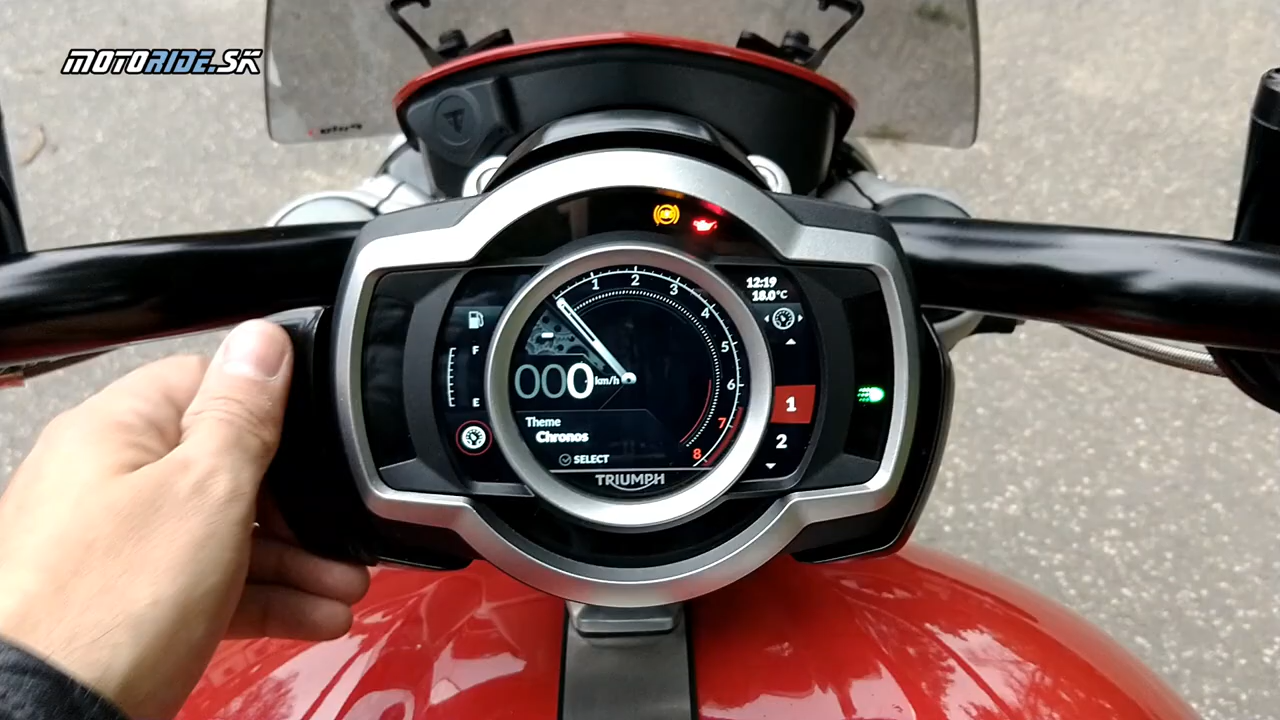 MOTORIDE.SK
12:19
18.0°C
1
2
3
4
5
6
7
8
F
E
000 km/h
Theme
Chronos
SELECT
TRIUMPH
1
2